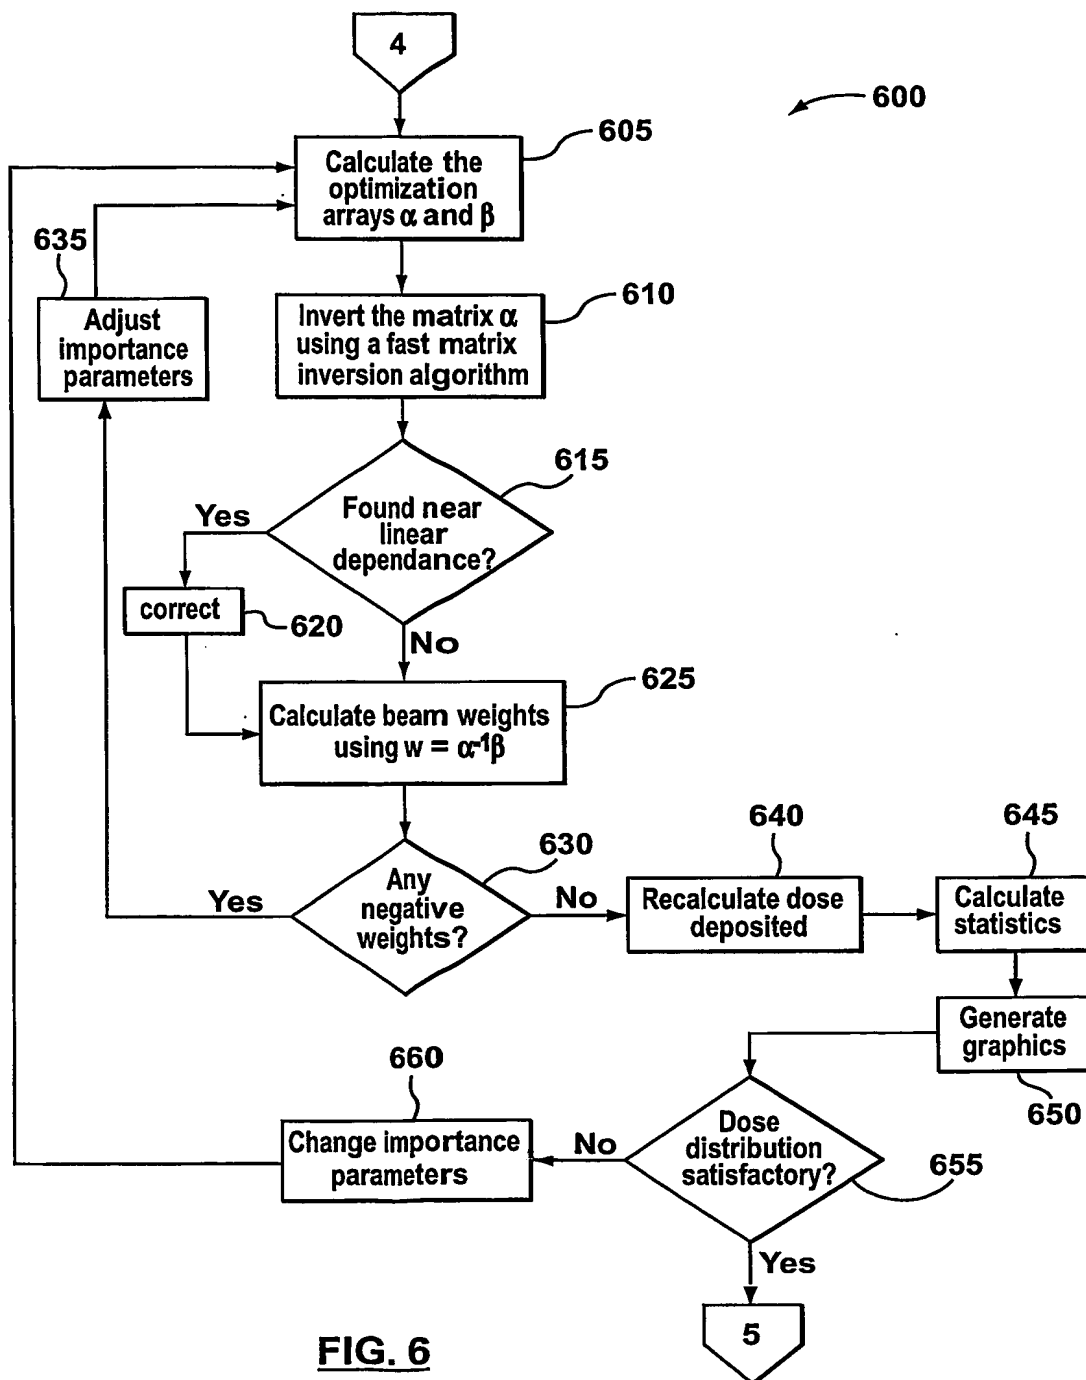 4
600
605
Calculate the
optimization
arrays α and β
635
Adjust
importance
parameters
610
Invert the matrix α
using a fast matrix
inversion algorithm
615
Found near
linear
dependance?
Yes
correct
620
No
625
Calculate beam weights
using w = α⁻¹β
630
Any
negative
weights?
Yes
No
640
Recalculate dose
deposited
645
Calculate
statistics
Generate
graphics
650
660
Change importance
parameters
No
Dose
distribution
satisfactory?
655
Yes
5
FIG. 6